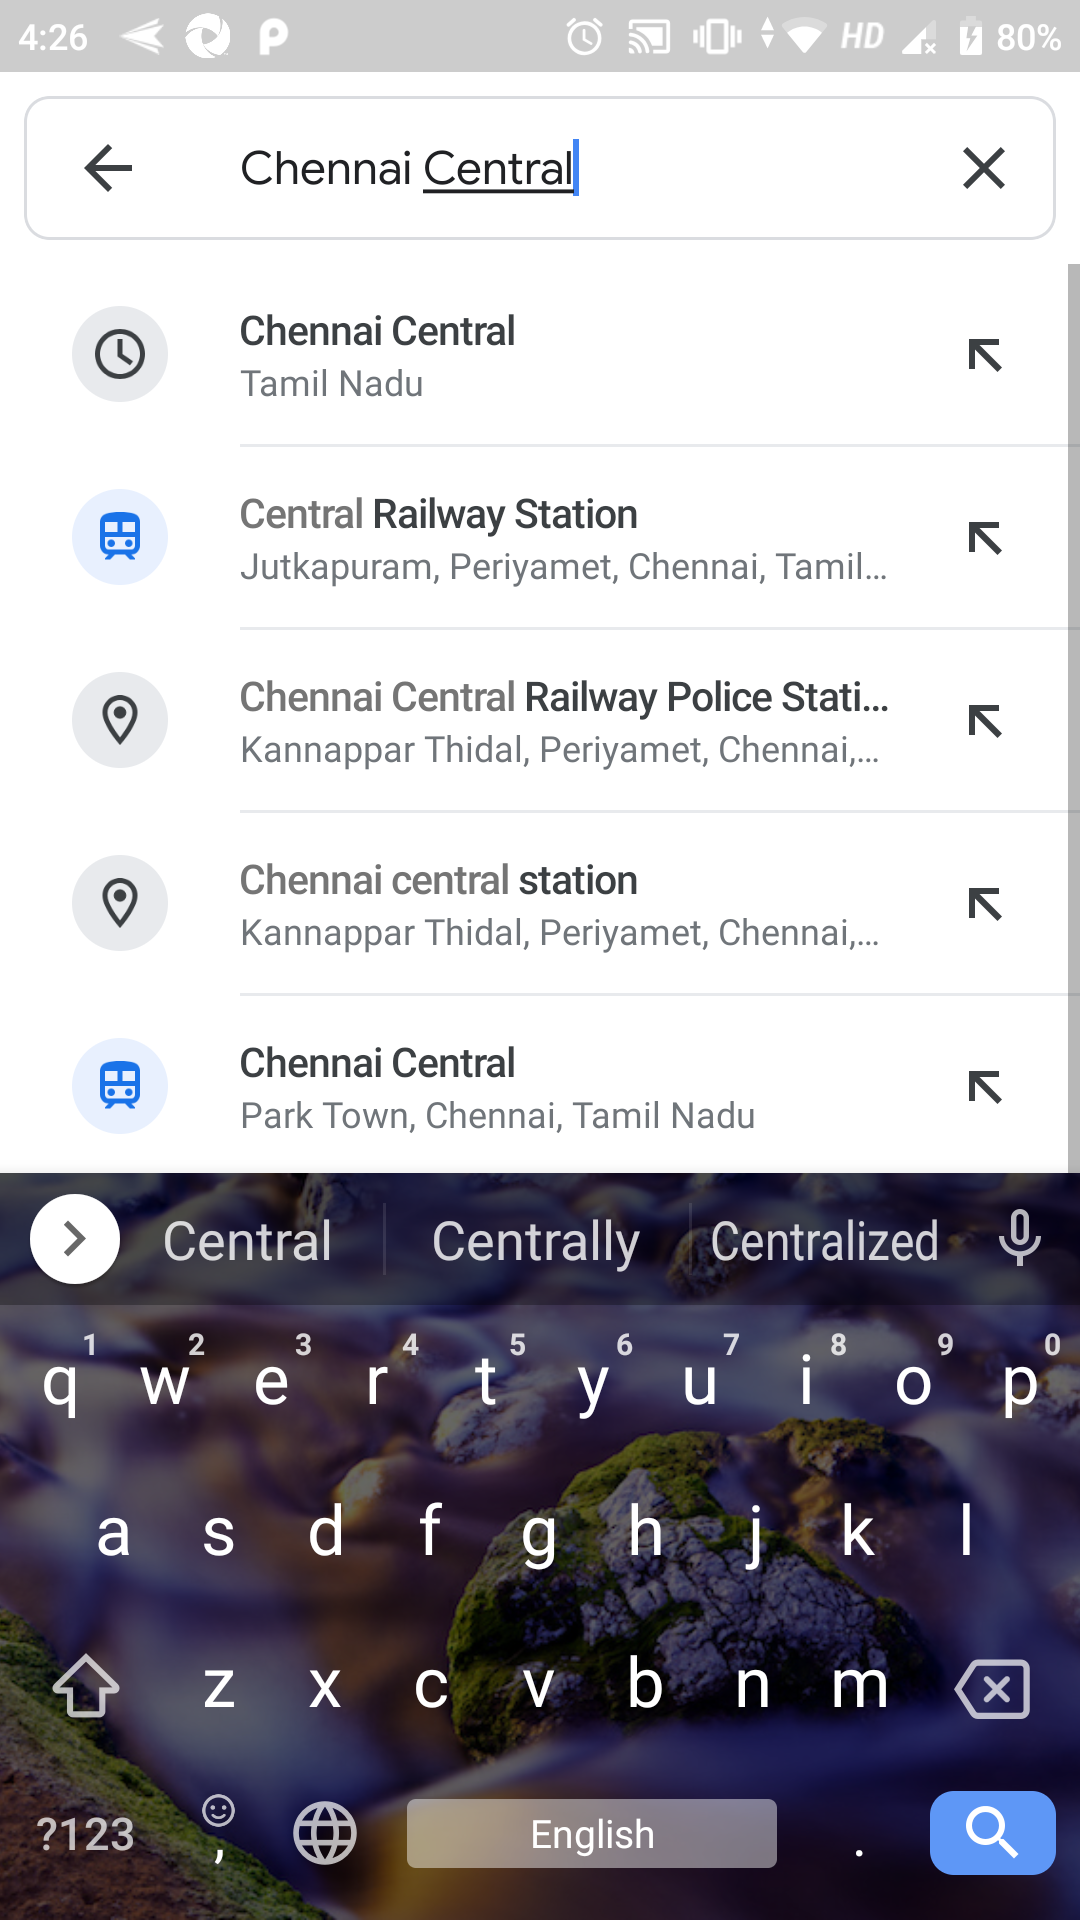 4:26 HD 80%
Chennai Central
Chennai Central
Tamil Nadu
Central Railway Station
Jutkapuram, Periyamet, Chennai, Tamil...
Chennai Central Railway Police Stati...
Kannappar Thidal, Periyamet, Chennai,...
Chennai central station
Kannappar Thidal, Periyamet, Chennai,...
Chennai Central
Park Town, Chennai, Tamil Nadu
Central Centrally Centralized
1 2 3 4 5 6 7 8 9 0
q w e r t y u i o p
a s d f g h j k l
z x c v b n m
?123 , English .